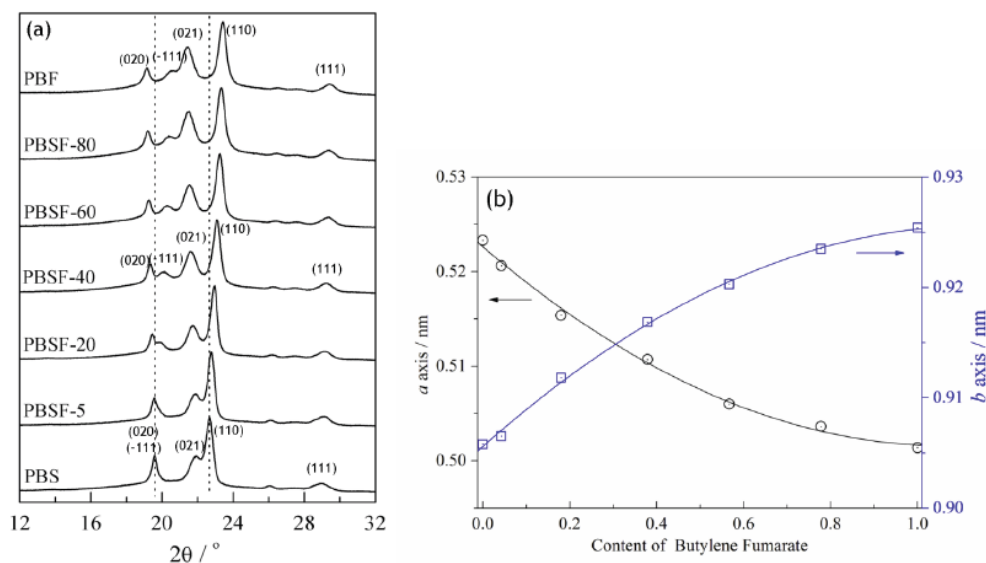 (a)
(020)
(-111)
(021)
(110)
(111)
PBF
PBSF-80
PBSF-60
(020)
(-111)
(021)
(110)
(111)
PBSF-40
PBSF-20
PBSF-5
(020)
(-111)
(021)
(110)
(111)
PBS
12 16 20 24 28 32
2θ / °
(b)
0.53
0.52
0.51
0.50
a axis / nm
0.93
0.92
0.91
0.90
b axis / nm
0.0 0.2 0.4 0.6 0.8 1.0
Content of Butylene Fumarate